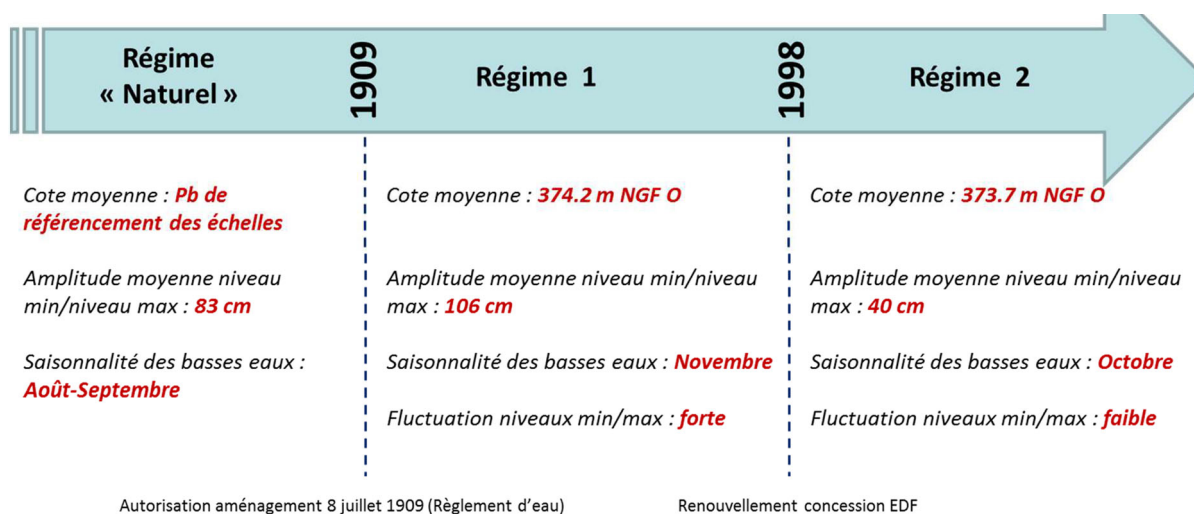 Régime
« Naturel »
1909
Régime 1
1998
Régime 2
Cote moyenne : Pb de
référencement des échelles
Amplitude moyenne niveau
min/niveau max : 83 cm
Saisonnalité des basses eaux :
Août-Septembre
Cote moyenne : 374.2 m NGF O
Amplitude moyenne niveau min/niveau
max : 106 cm
Saisonnalité des basses eaux : Novembre
Fluctuation niveaux min/max : forte
Cote moyenne : 373.7 m NGF O
Amplitude moyenne niveau min/niveau
max : 40 cm
Saisonnalité des basses eaux : Octobre
Fluctuation niveaux min/max : faible
Autorisation aménagement 8 juillet 1909 (Règlement d'eau)
Renouvellement concession EDF